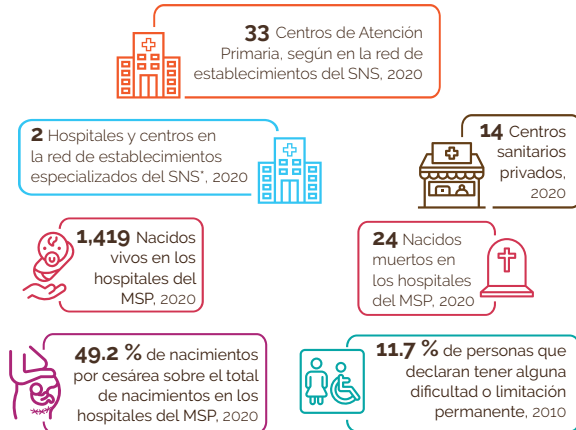 33 Centros de Atención
Primaria, según en la red de
establecimientos del SNS, 2020
2 Hospitales y centros en
la red de establecimientos
especializados del SNS*, 2020
14 Centros
sanitarios
privados,
2020
1,419 Nacidos
vivos en los
hospitales del
MSP, 2020
24 Nacidos
muertos en
los hospitales
del MSP, 2020
49.2 % de nacimientos
por cesárea sobre el total
de nacimientos en los
hospitales del MSP, 2020
11.7 % de personas que
declaran tener alguna
dificultad o limitación
permanente, 2010